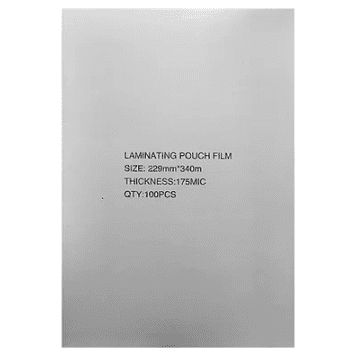 LAMINATING POUCH FILM
SIZE: 229mm*340m
THICKNESS:175MIC
QTY:100PCS